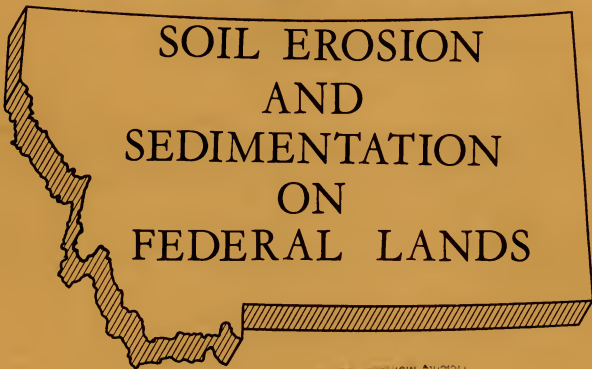 SOIL EROSION
AND
SEDIMENTATION
ON
FEDERAL LANDS